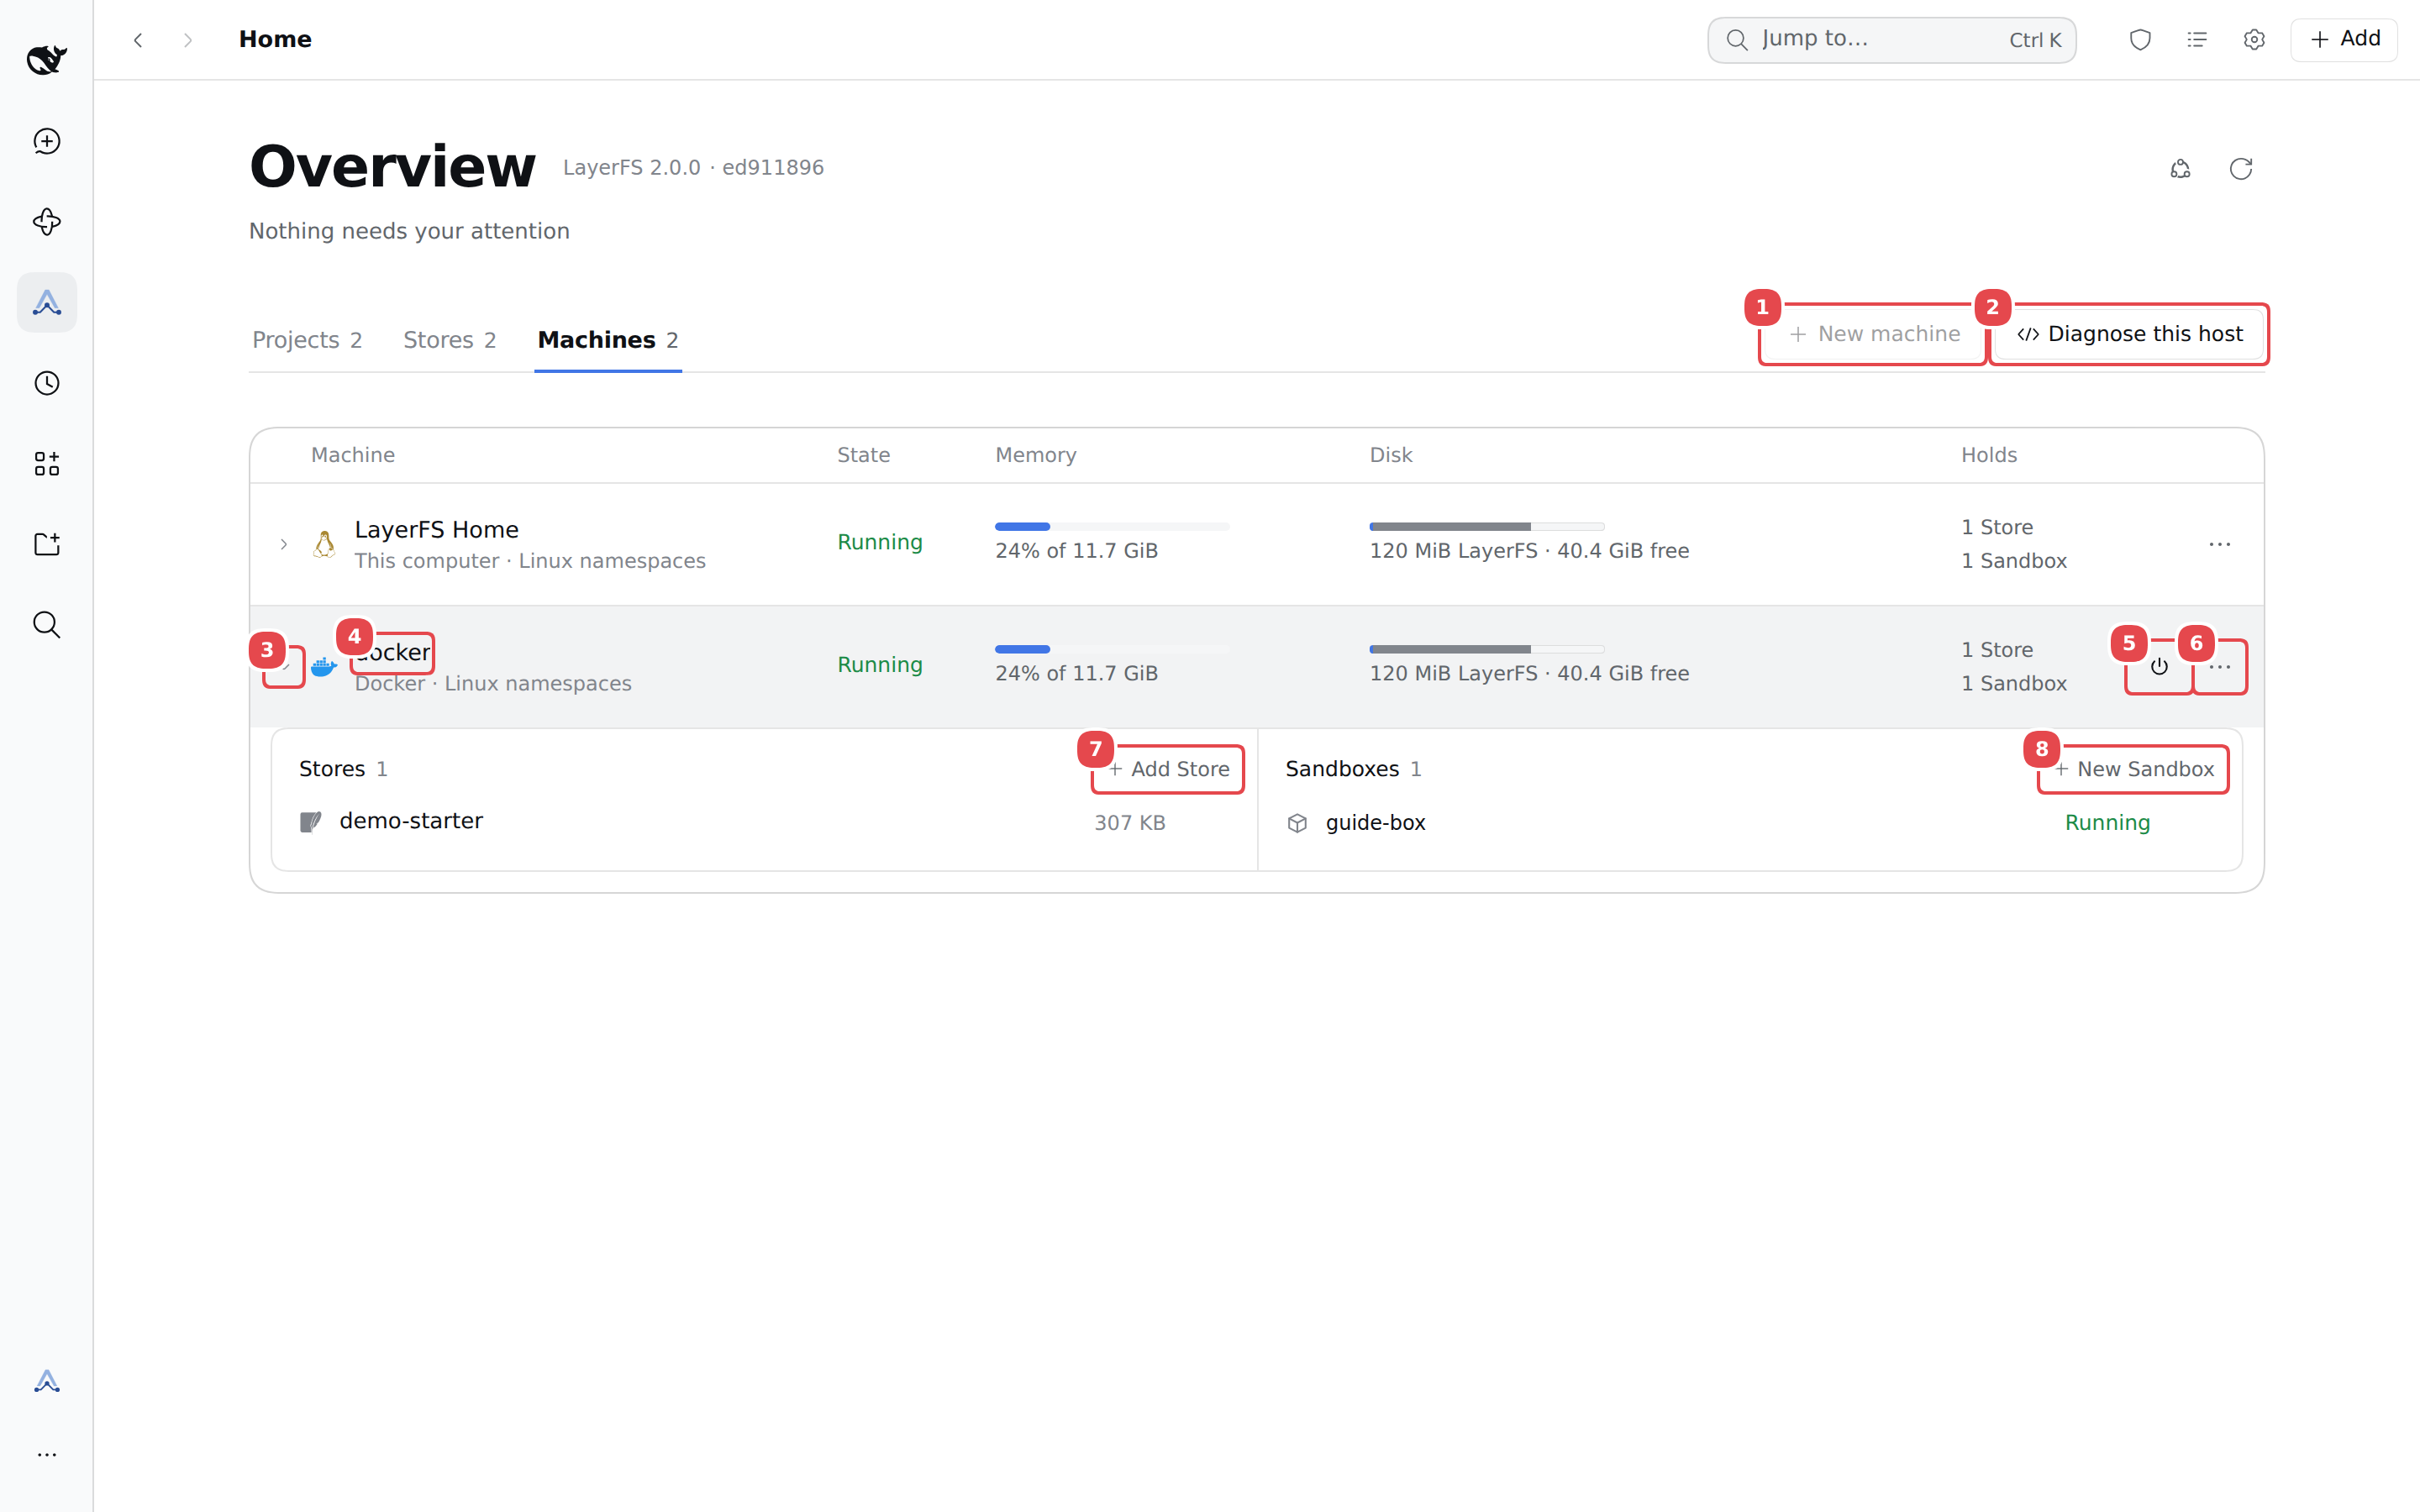 Home
Jump to...
Ctrl K
Add
Overview
LayerFS 2.0.0 · ed911896
Nothing needs your attention
Projects 2
Stores 2
Machines 2
1
New machine
2
Diagnose this host
Machine
State
Memory
Disk
Holds
LayerFS Home
This computer · Linux namespaces
Running
24% of 11.7 GiB
120 MiB LayerFS · 40.4 GiB free
1 Store
1 Sandbox
3
4
docker
Docker · Linux namespaces
Running
24% of 11.7 GiB
120 MiB LayerFS · 40.4 GiB free
1 Store
1 Sandbox
5
6
Stores 1
7
Add Store
demo-starter
307 KB
Sandboxes 1
8
New Sandbox
guide-box
Running